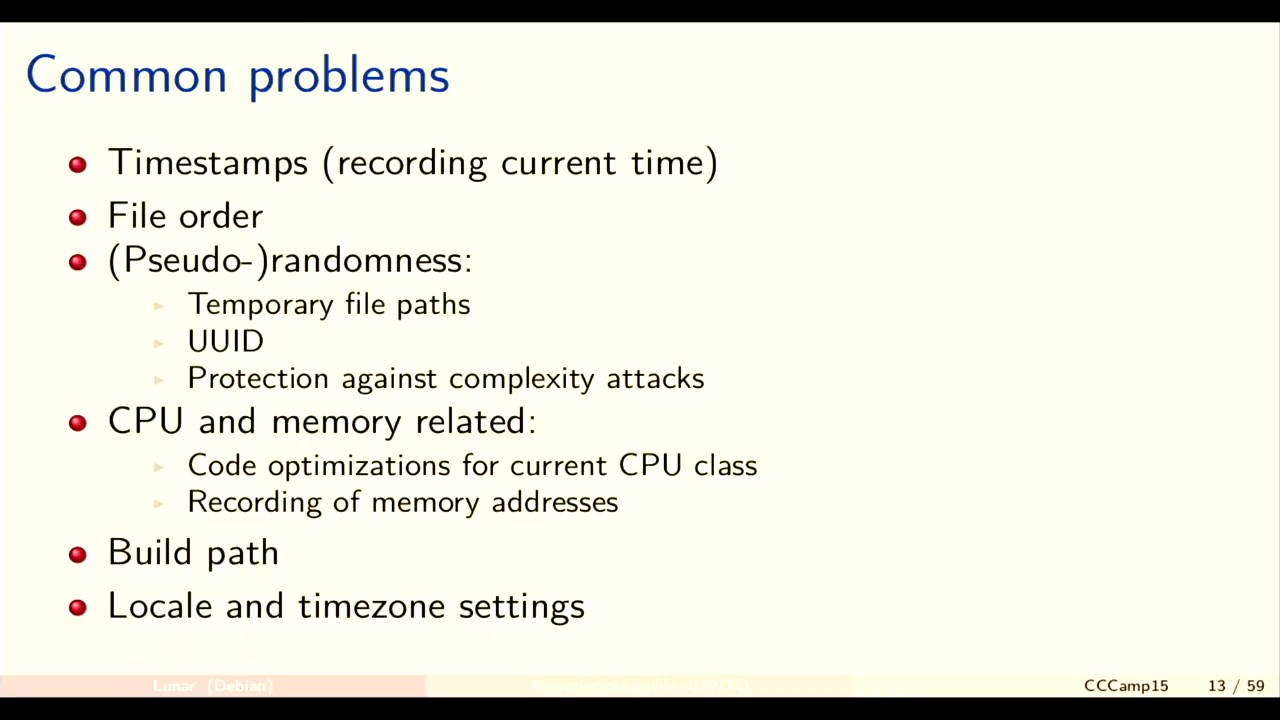 Common problems
Timestamps (recording current time)
File order
(Pseudo-)randomness:
Temporary file paths
UUID
Protection against complexity attacks
CPU and memory related:
Code optimizations for current CPU class
Recording of memory addresses
Build path
Locale and timezone settings
Lunar (Debian)
CCCamp15 13 / 59